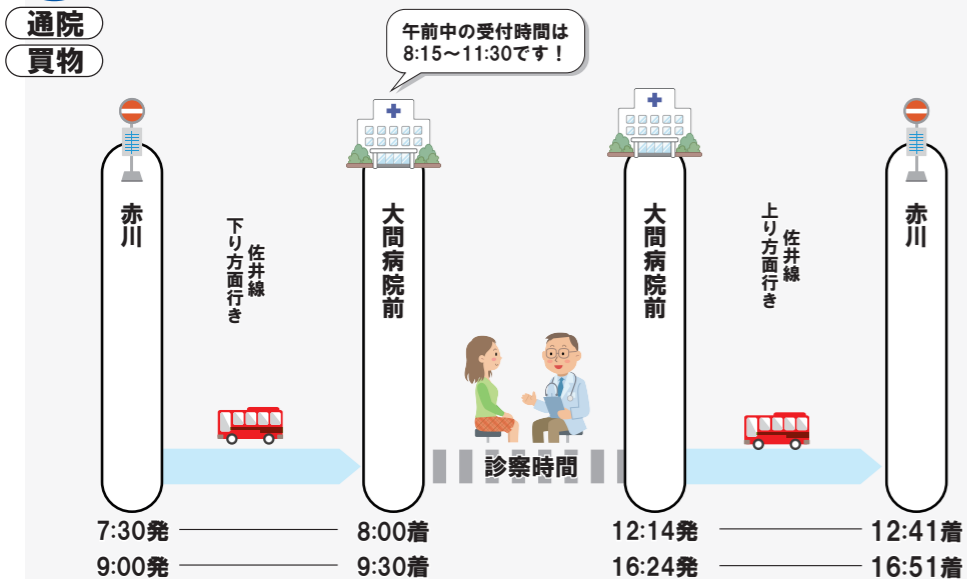 通院
買物
午前中の受付時間は
8:15〜11:30です！
赤川
佐井線
下り方面行き
大間病院前
診察時間
大間病院前
佐井線
上り方面行き
赤川
7:30発 8:00着 12:14発 12:41着
9:00発 9:30着 16:24発 16:51着